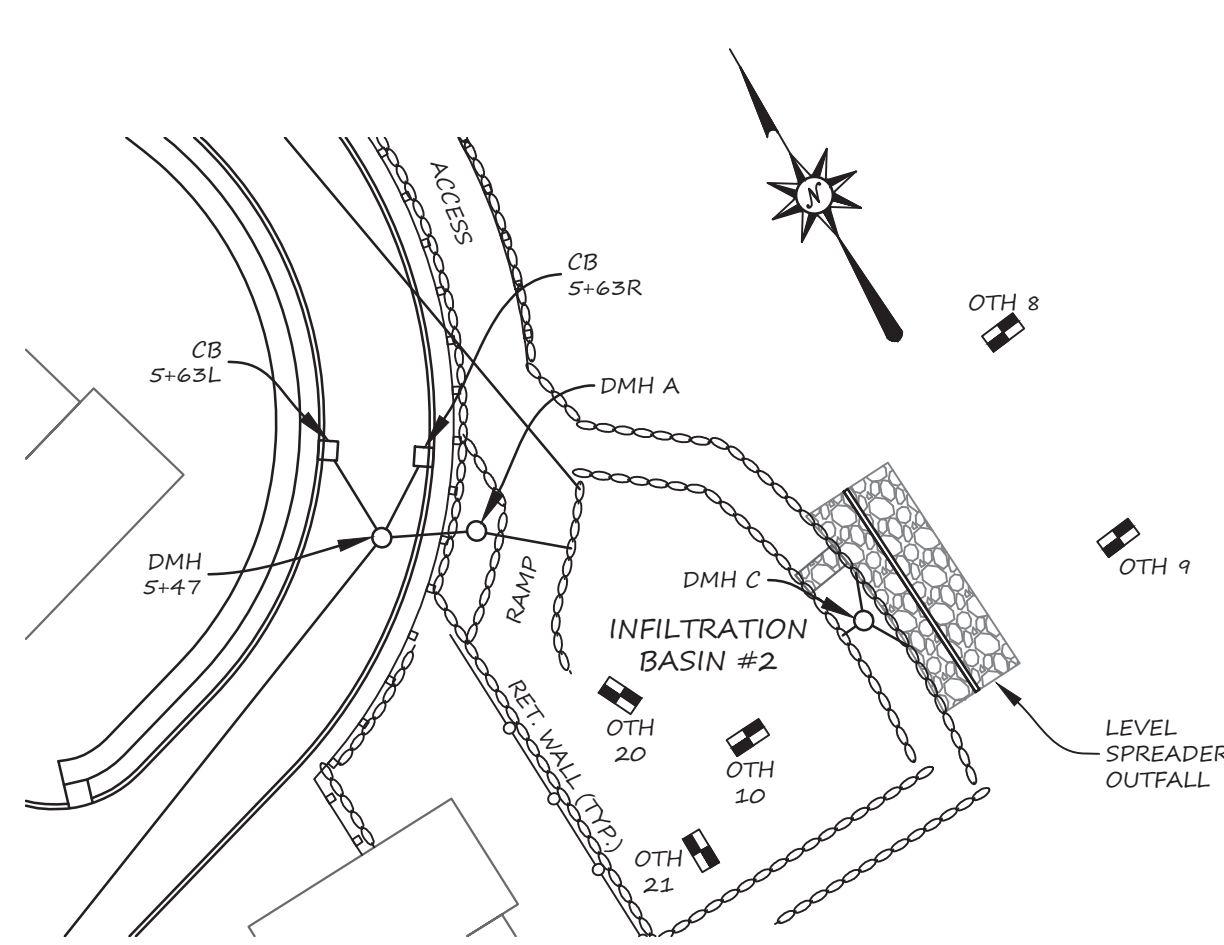 ACCESS
N
CB
5+63R
OTH 8
CB
5+63L
DMH A
DMH
5+47
RAMP
DMH C
OTH 9
INFILTRATION
BASIN #2
RET. WALL (TYP.)
OTH
20
OTH
10
OTH
21
LEVEL
SPREADER
OUTFALL